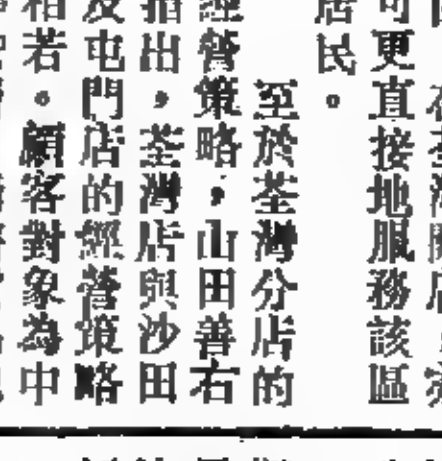 可更直接地服務該區
居民。
至於荃灣分店的
經營策略，山田善右
指出，荃灣店與沙田
及屯門店的經營策略
相若。顧客對象為中